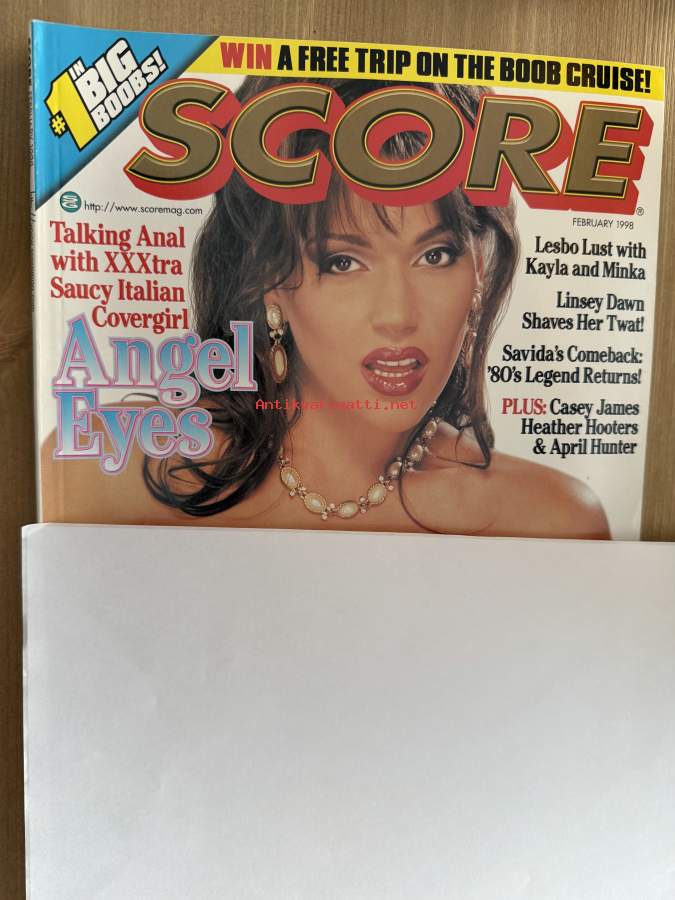 #1 IN
BIG
BOOBS!
WIN A FREE TRIP ON THE BOOB CRUISE!
SCORE
®
http://www.scoremag.com
FEBRUARY 1998
Talking Anal
with XXXtra
Saucy Italian
Covergirl
Angel
Eyes
Lesbo Lust with
Kayla and Minka
Linsey Dawn
Shaves Her Twat!
Savida's Comeback:
'80's Legend Returns!
PLUS: Casey James
Heather Hooters
& April Hunter
Antikvariaatti.net